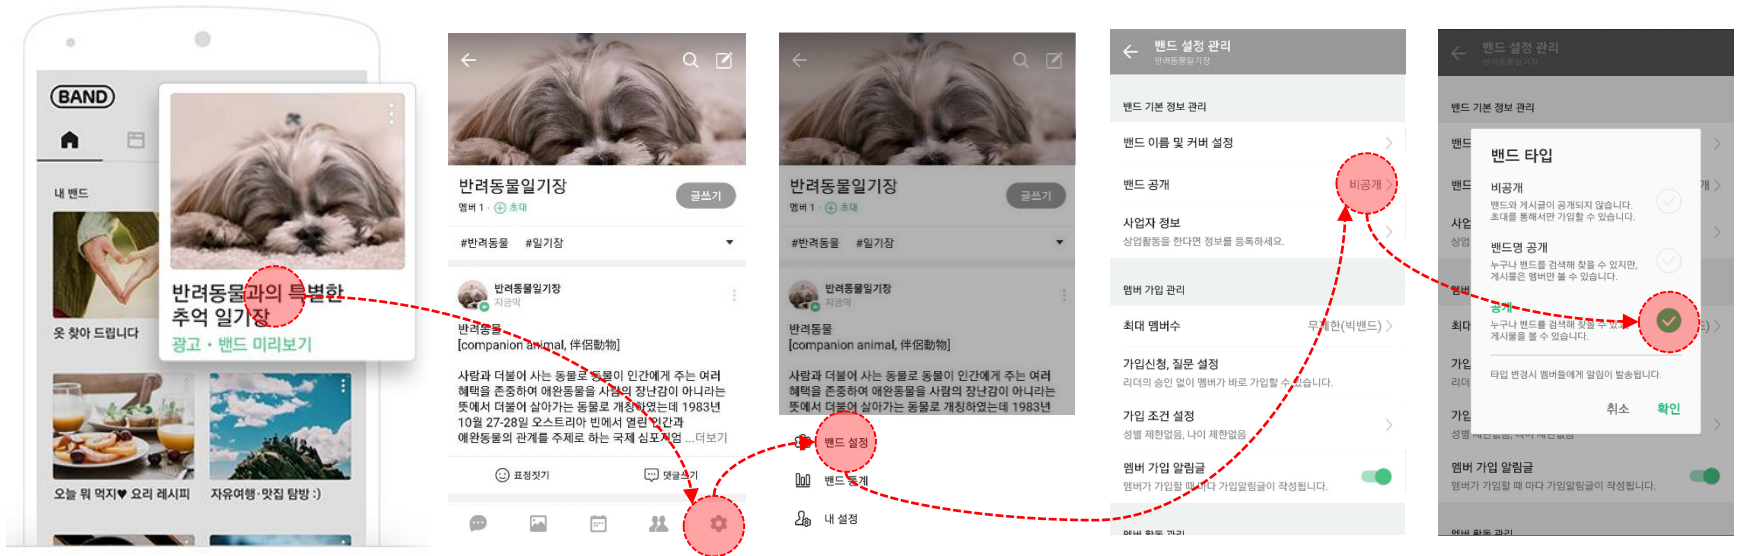 BAND
내 밴드
반려동물과의 특별한
추억 일기장
광고 · 밴드 미리보기
옷 찾아 드립니다
오늘 뭐 먹지♥ 요리 레시피
자유여행·맛집 탐방 :)
반려동물일기장
글쓰기
멤버 1 · 초대
#반려동물 #일기장
반려동물일기장
지금막
반려동물
[companion animal, 伴侶動物]
사람과 더불어 사는 동물로 동물이 인간에게 주는 여러
혜택을 존중하여 애완동물을 사람의 장난감이 아니라는
뜻에서 더불어 살아가는 동물로 개칭하였는데 1983년
10월 27-28일 오스트리아 빈에서 열린 인간과
애완동물의 관계를 주제로 하는 국제 심포지엄 ...더보기
표정짓기
댓글쓰기
반려동물일기장
글쓰기
멤버 1 · 초대
#반려동물 #일기장
반려동물일기장
지금막
반려동물
[companion animal, 伴侶動物]
사람과 더불어 사는 동물로 동물이 인간에게 주는 여러
혜택을 존중하여 애완동물을 사람의 장난감이 아니라는
뜻에서 더불어 살아가는 동물로 개칭하였는데 1983년
밴드 설정
밴드 통계
내 설정
밴드 설정 관리
반려동물일기장
밴드 기본 정보 관리
밴드 이름 및 커버 설정
밴드 공개
비공개
사업자 정보
상업활동을 한다면 정보를 등록하세요.
멤버 가입 관리
최대 멤버수
무제한(빅밴드)
가입신청, 질문 설정
리더의 승인 없이 멤버가 바로 가입할 수 있습니다.
가입 조건 설정
성별 제한없음, 나이 제한없음
멤버 가입 알림글
멤버가 가입할 때 마다 가입알림글이 작성됩니다.
멤버 활동 관리
밴드 설정 관리
반려동물일기장
밴드 기본 정보 관리
밴드 타입
비공개
밴드와 게시글이 공개되지 않습니다.
초대를 통해서만 가입할 수 있습니다.
밴드명 공개
누구나 밴드를 검색해 찾을 수 있지만,
게시물은 멤버만 볼 수 있습니다.
공개
누구나 밴드를 검색해 찾을 수 있고,
게시물을 볼 수 있습니다.
타입 변경시 멤버들에게 알림이 발송됩니다.
취소
확인
멤버 가입 알림글
멤버가 가입할 때 마다 가입알림글이 작성됩니다.
멤버 활동 관리